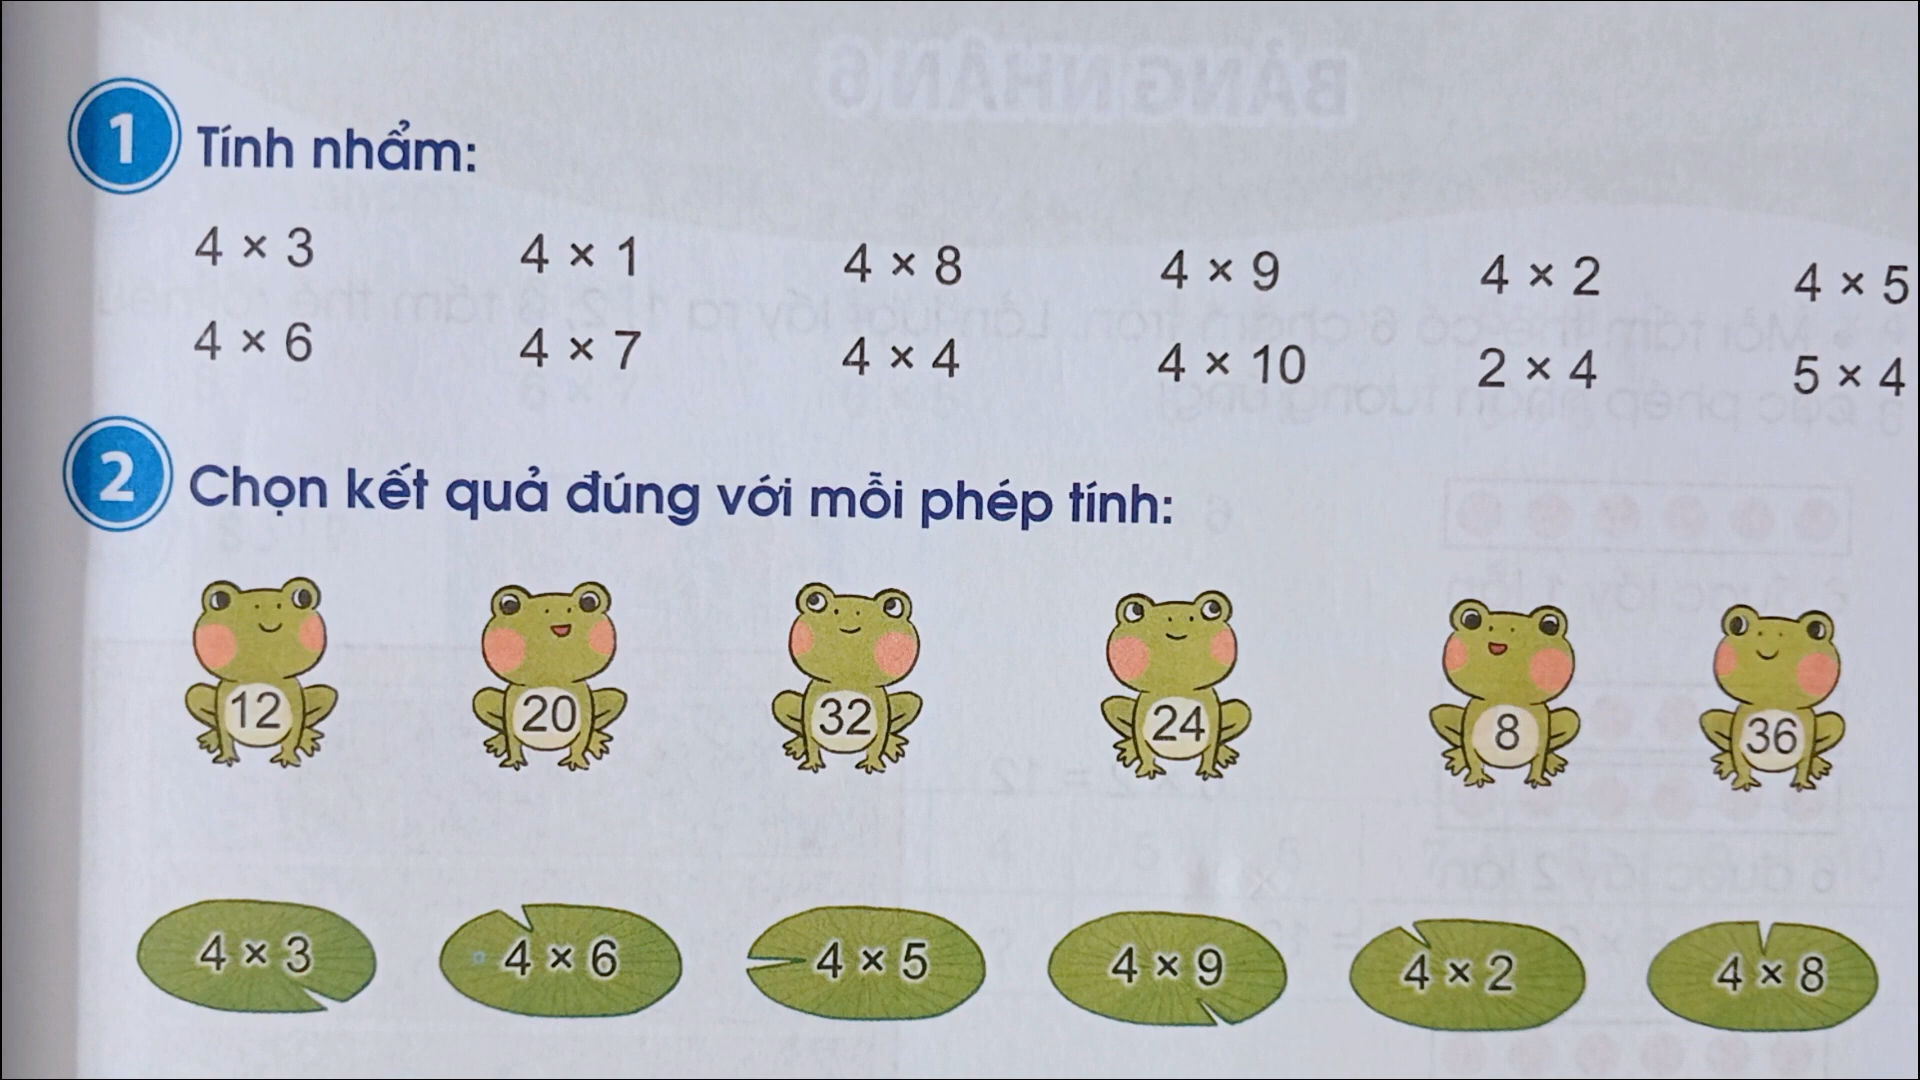 1 Tính nhẩm:
4 × 3 4 × 1 4 × 8 4 × 9 4 × 2 4 × 5
4 × 6 4 × 7 4 × 4 4 × 10 2 × 4 5 × 4
2 Chọn kết quả đúng với mỗi phép tính:
12 20 32 24 8 36
4 × 3 4 × 6 4 × 5 4 × 9 4 × 2 4 × 8